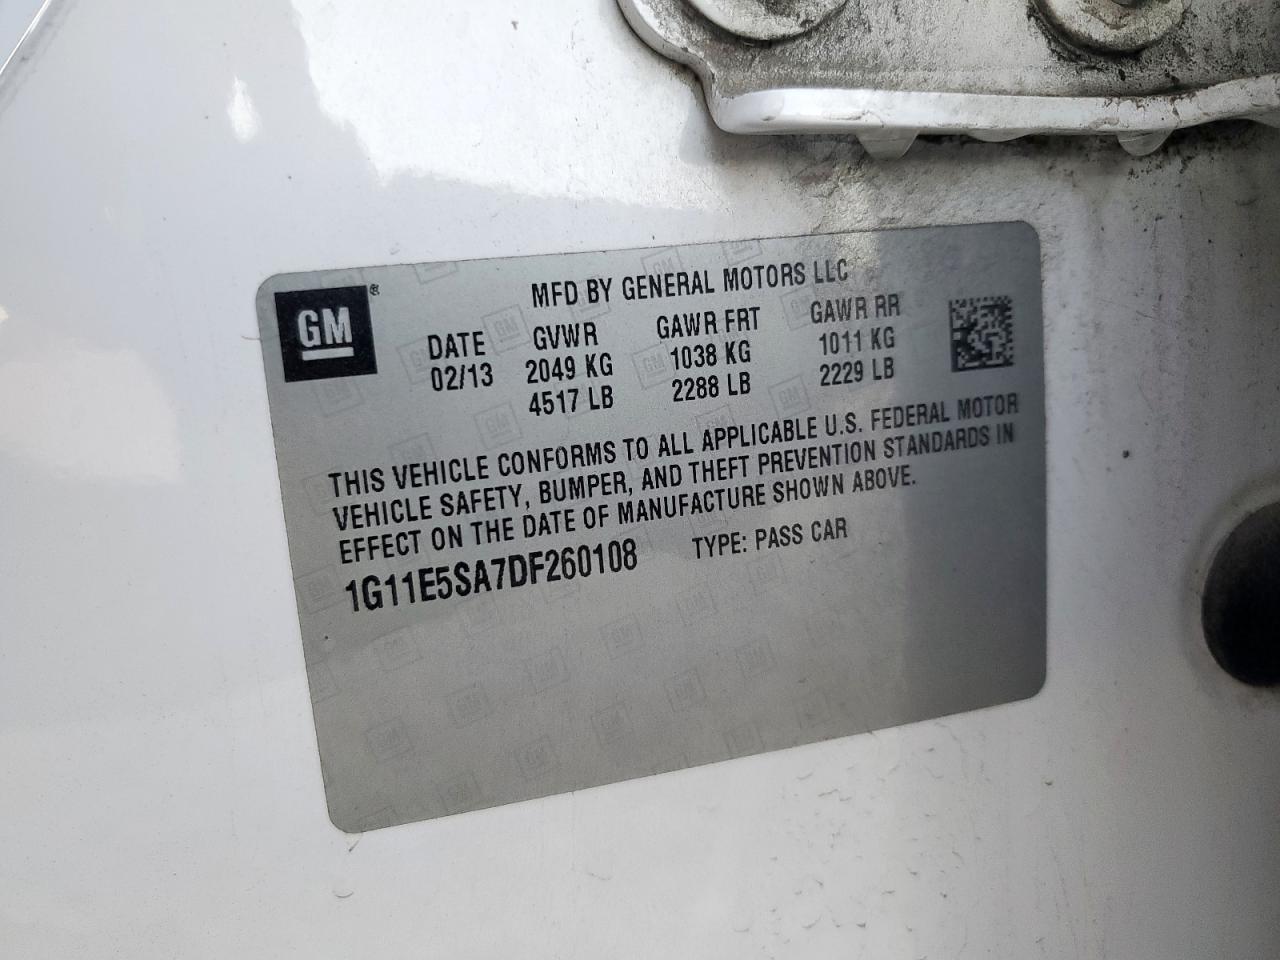 GM®
MFD BY GENERAL MOTORS LLC
DATE GVWR GAWR FRT GAWR RR
02/13 2049 KG 1038 KG 1011 KG
4517 LB 2288 LB 2229 LB
THIS VEHICLE CONFORMS TO ALL APPLICABLE U.S. FEDERAL MOTOR
VEHICLE SAFETY, BUMPER, AND THEFT PREVENTION STANDARDS IN
EFFECT ON THE DATE OF MANUFACTURE SHOWN ABOVE.
1G11E5SA7DF260108 TYPE: PASS CAR